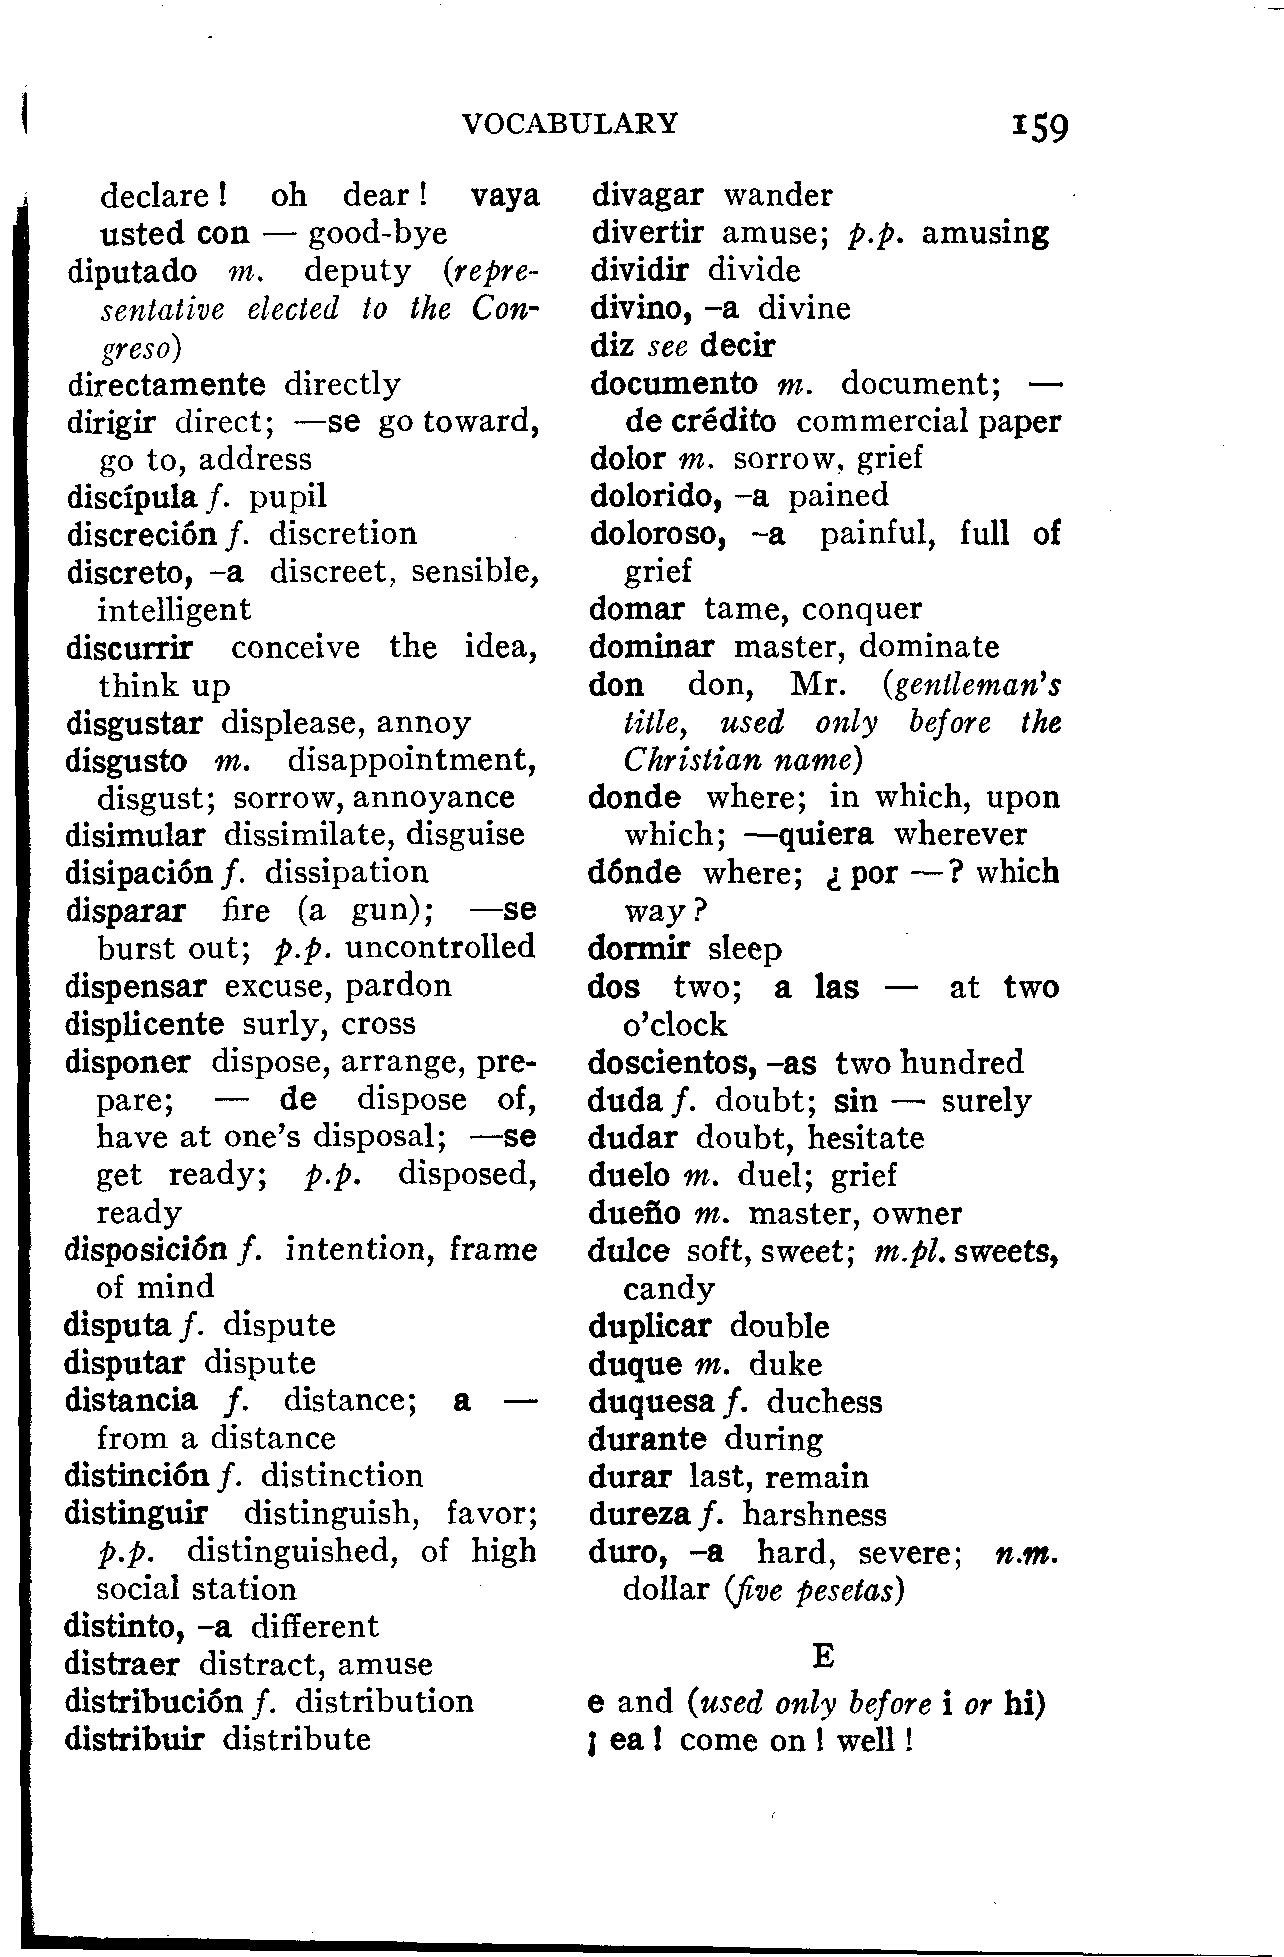 VOCABULARY 159
declare! oh dear! vaya
usted con — good-bye
diputado m. deputy (repre-
sentative elected to the Con-
greso)
directamente directly
dirigir direct; —se go toward,
go to, address
discípula f. pupil
discreción f. discretion
discreto, -a discreet, sensible,
intelligent
discurrir conceive the idea,
think up
disgustar displease, annoy
disgusto m. disappointment,
disgust; sorrow, annoyance
disimular dissimilate, disguise
disipación f. dissipation
disparar fire (a gun); —se
burst out; p.p. uncontrolled
dispensar excuse, pardon
displicente surly, cross
disponer dispose, arrange, pre-
pare; — de dispose of,
have at one's disposal; —se
get ready; p.p. disposed,
ready
disposición f. intention, frame
of mind
disputa f. dispute
disputar dispute
distancia f. distance; a —
from a distance
distinción f. distinction
distinguir distinguish, favor;
p.p. distinguished, of high
social station
distinto, -a different
distraer distract, amuse
distribución f. distribution
distribuir distribute
divagar wander
divertir amuse; p.p. amusing
dividir divide
divino, -a divine
diz see decir
documento m. document; —
de crédito commercial paper
dolor m. sorrow, grief
dolorido, -a pained
doloroso, -a painful, full of
grief
domar tame, conquer
dominar master, dominate
don don, Mr. (gentleman's
title, used only before the
Christian name)
donde where; in which, upon
which; —quiera wherever
dónde where; ¿ por —? which
way?
dormir sleep
dos two; a las — at two
o'clock
doscientos, -as two hundred
duda f. doubt; sin — surely
dudar doubt, hesitate
duelo m. duel; grief
dueño m. master, owner
dulce soft, sweet; m.pl. sweets,
candy
duplicar double
duque m. duke
duquesa f. duchess
durante during
durar last, remain
dureza f. harshness
duro, -a hard, severe; n.m.
dollar (five pesetas)
E
e and (used only before i or hi)
¡ ea! come on! well!